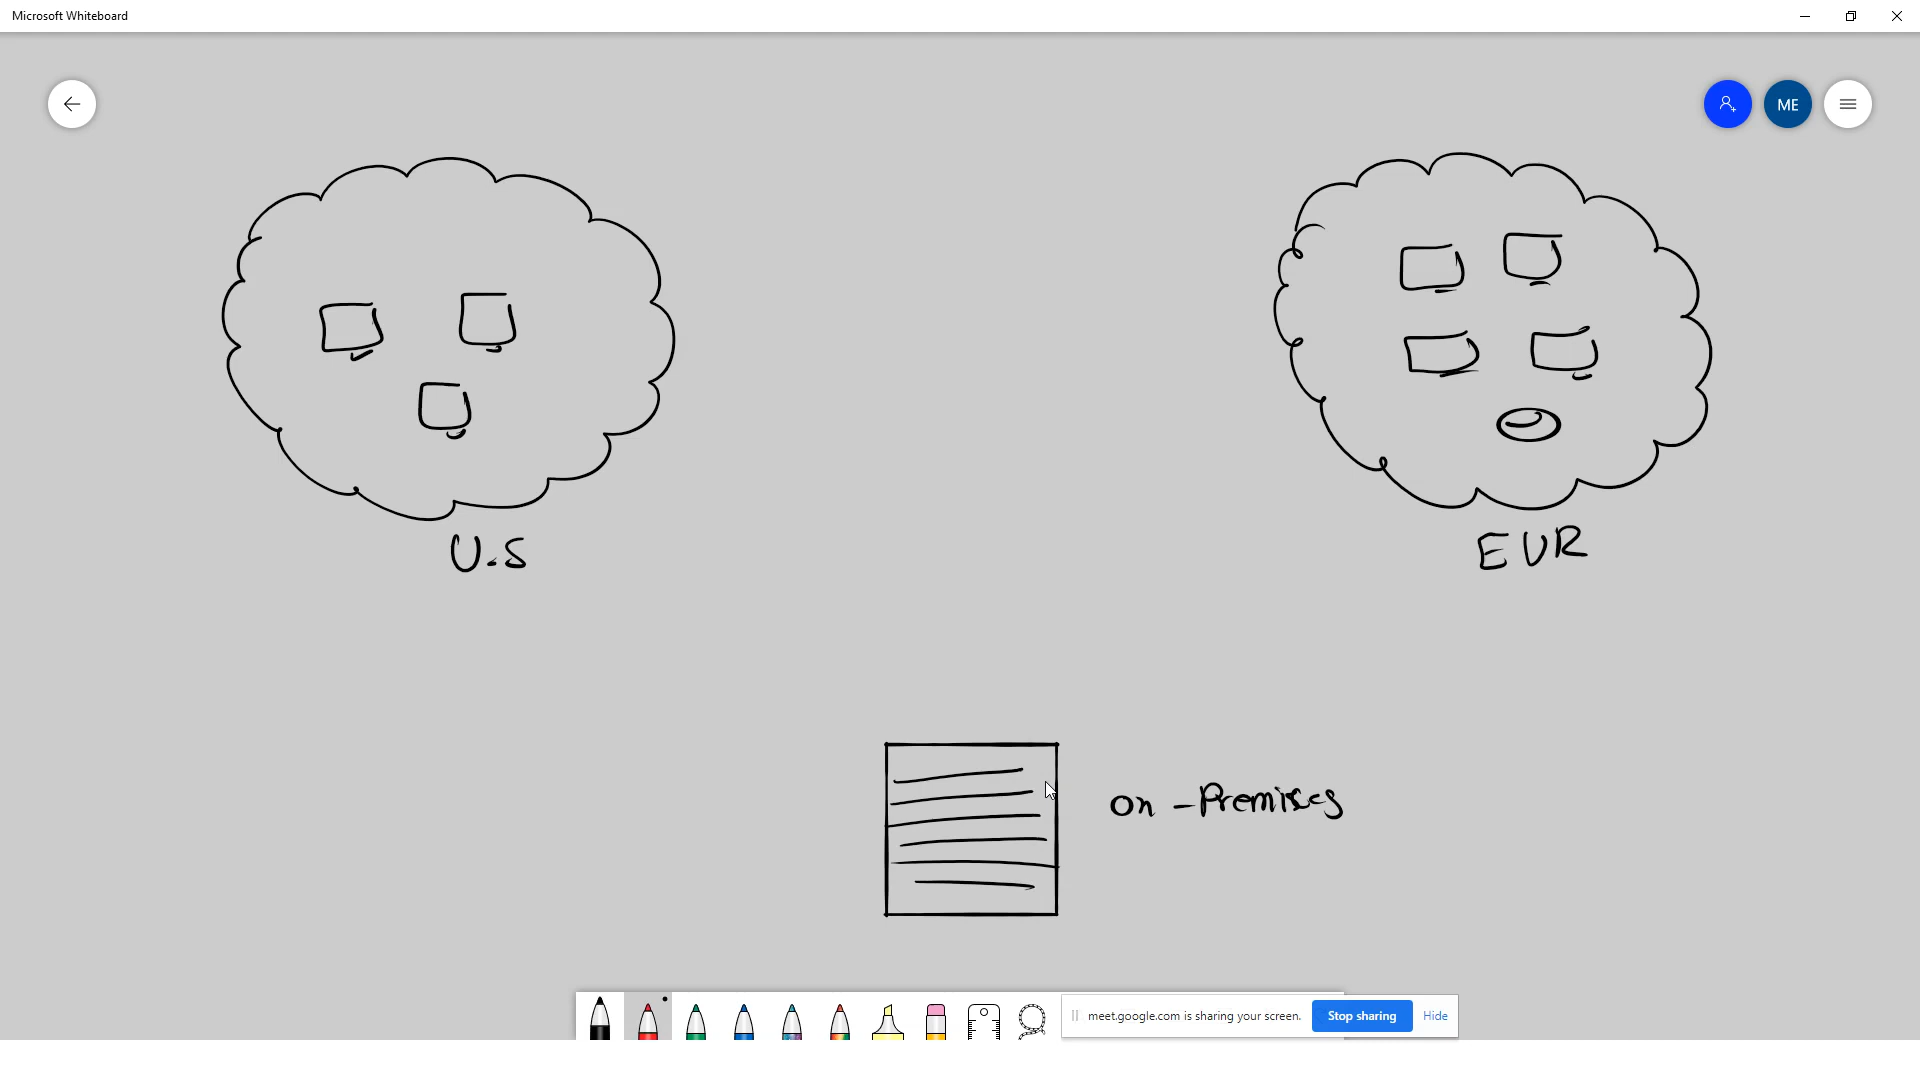 Microsoft Whiteboard
ME
U.S
EUR
on-Premises
meet.google.com is sharing your screen.
Stop sharing
Hide